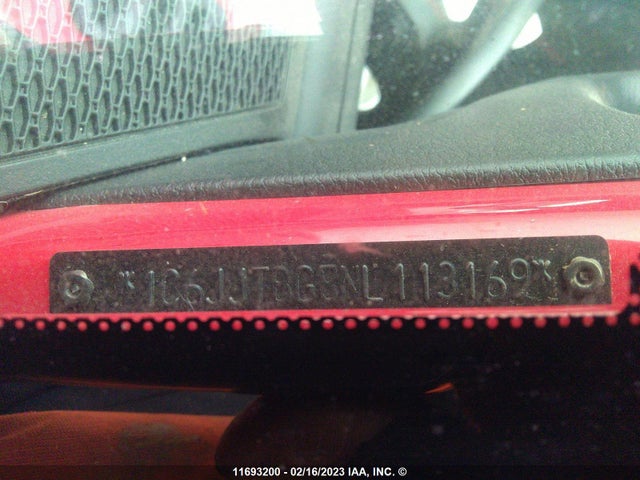 *1C6JJTBG8NL113169*
11693200 - 02/16/2023 IAA, INC. ©